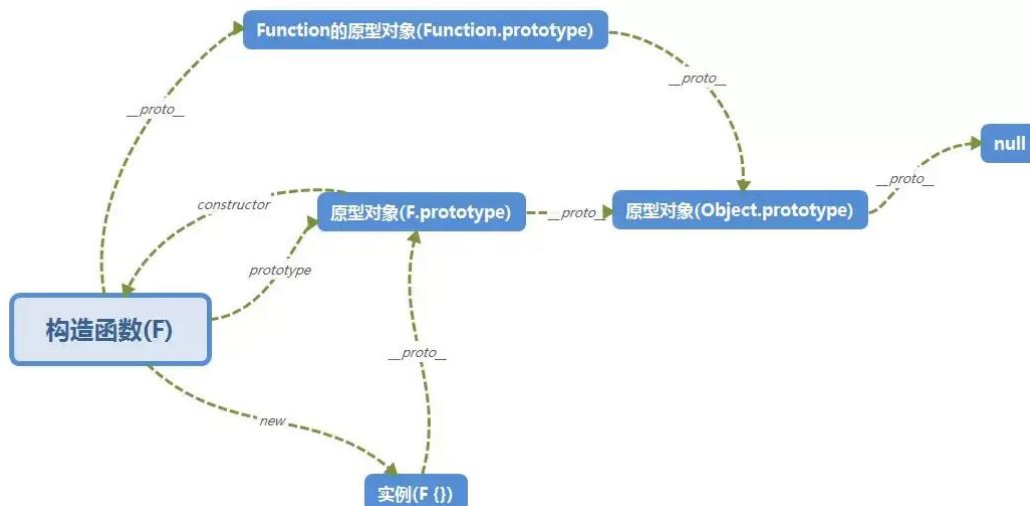 Function的原型对象(Function.prototype)
__proto__
__proto__
null
__proto__
constructor
原型对象(F.prototype)
__proto__
原型对象(Object.prototype)
prototype
构造函数(F)
__proto__
new
实例(F {})